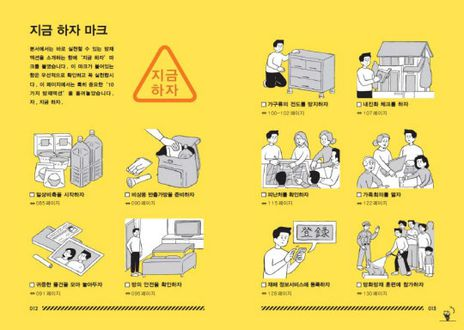 지금 하자 마크
본서에서는 바로 실천할 수 있는 방재
액션을 소개하는 항에 '지금 하자' 마
크를 붙였습니다. 이 마크가 붙어있는
항은 우선적으로 확인하고 꼭 실천합시
다. 이 페이지에서는 특히 중요한 '10
가지 방재액션' 을 들어놓았습니다.
자, 지금 하자.
지금
하자
일상비축을 시작하자
085 페이지
비상용 반출가방을 준비하자
090 페이지
귀중한 물건을 모아 놓아두자
091 페이지
방의 안전을 확인하자
096 페이지
012
가구류의 전도를 방지하자
100-102 페이지
내진화 체크를 하자
107 페이지
피난처를 확인하자
115 페이지
가족회의를 열자
122 페이지
登録
재해 정보서비스에 등록하자
128 페이지
방화방재 훈련에 참가하자
130 페이지
013